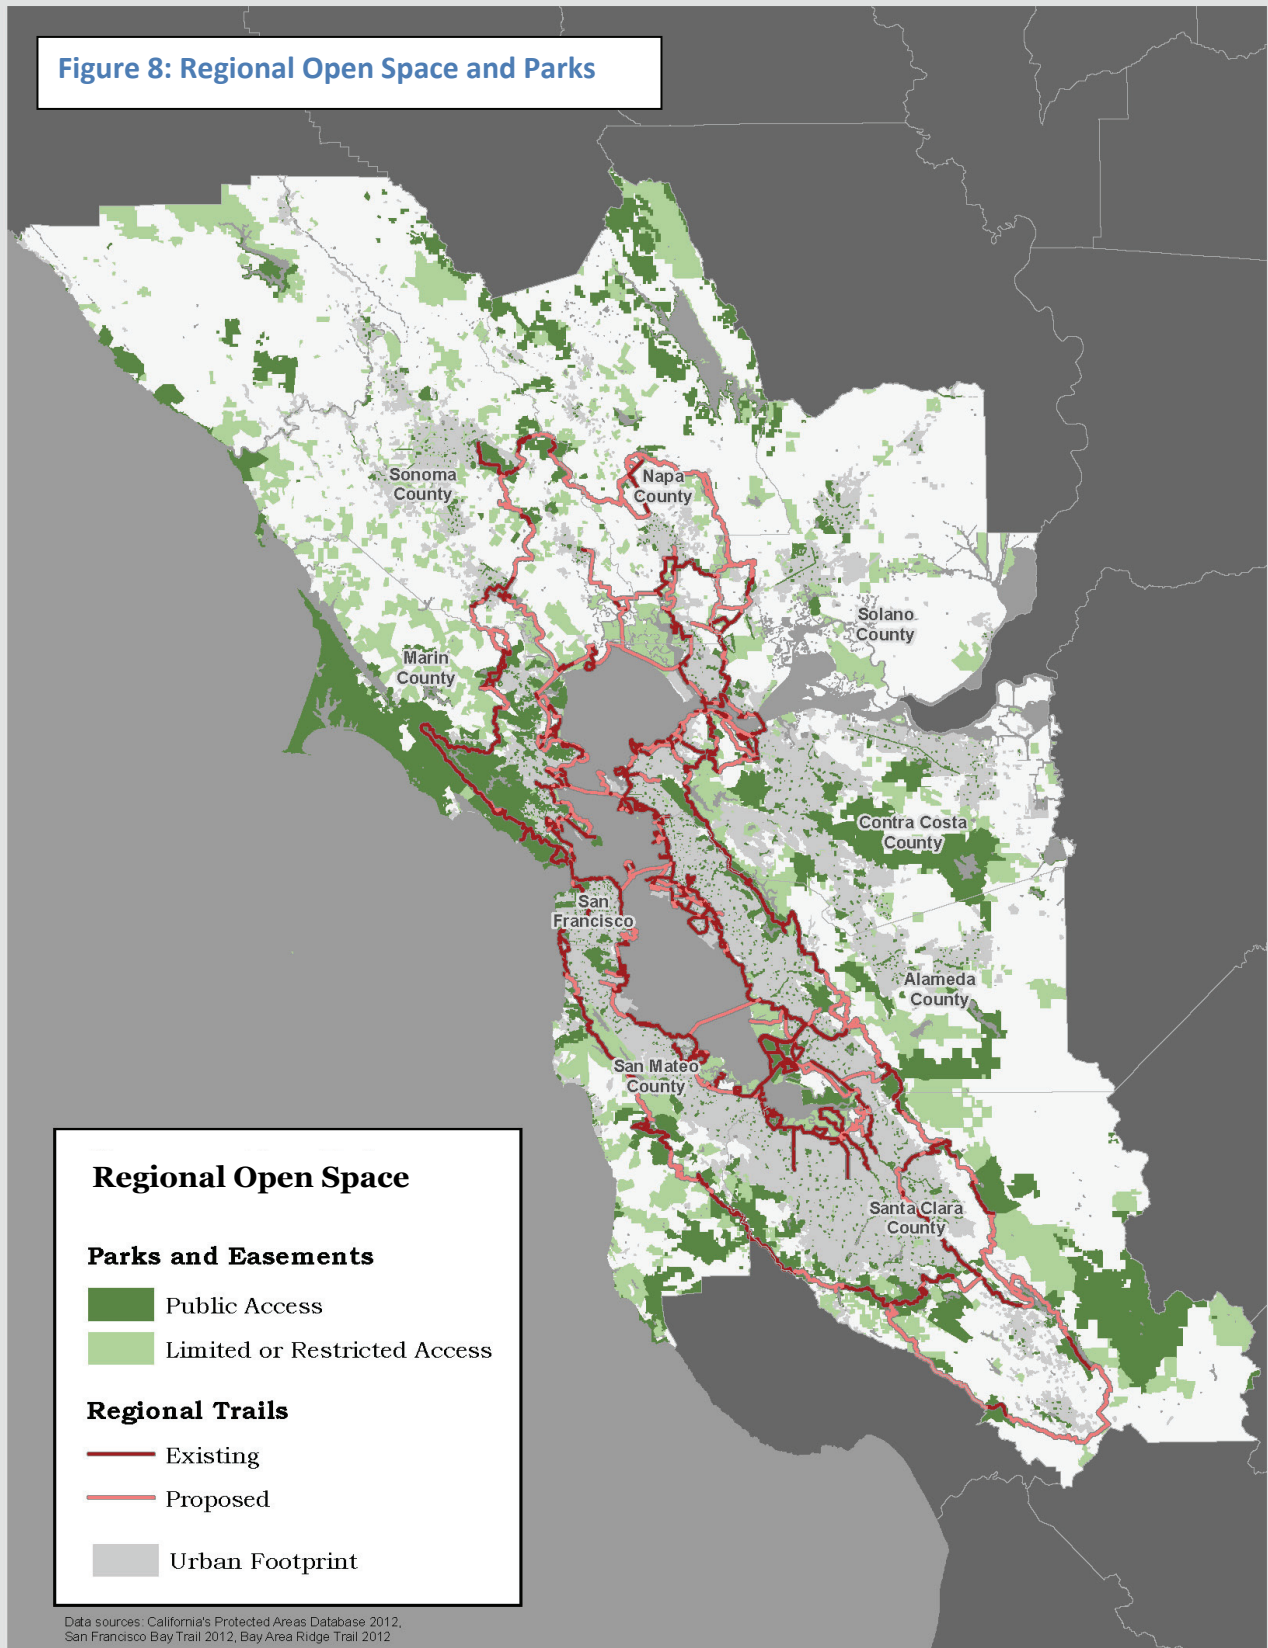 Figure 8: Regional Open Space and Parks
Sonoma
County
Napa
County
Solano
County
Marin
County
Contra Costa
County
San
Francisco
Alameda
County
San Mateo
County
Santa Clara
County
Regional Open Space
Parks and Easements
Public Access
Limited or Restricted Access
Regional Trails
Existing
Proposed
Urban Footprint
Data sources: California's Protected Areas Database 2012,
San Francisco Bay Trail 2012, Bay Area Ridge Trail 2012